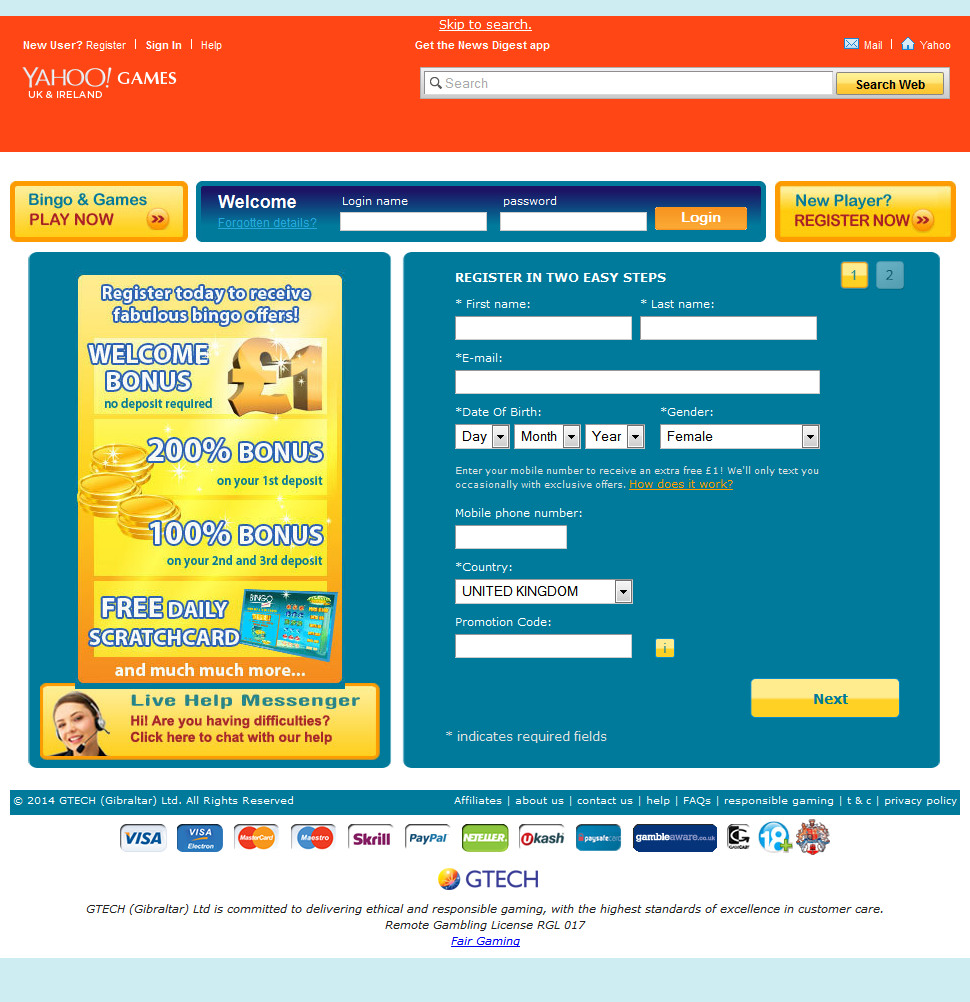 Skip to search.
New User? Register Sign In Help
Get the News Digest app
Mail Yahoo
YAHOO! GAMES
UK & IRELAND
Search
Search Web
Bingo & Games
PLAY NOW
Welcome
Forgotten details?
Login name
password
Login
New Player?
REGISTER NOW
Register today to receive
fabulous bingo offers!
WELCOME
BONUS
£1
no deposit required
200% BONUS
on your 1st deposit
100% BONUS
on your 2nd and 3rd deposit
FREE DAILY
SCRATCHCARD
BINGO
and much much more...
Live Help Messenger
Hi! Are you having difficulties?
Click here to chat with our help
REGISTER IN TWO EASY STEPS
1 2
* First name: * Last name:
*E-mail:
*Date Of Birth: *Gender:
Day Month Year Female
Enter your mobile number to receive an extra free £1! We'll only text you
occasionally with exclusive offers. How does it work?
Mobile phone number:
*Country:
UNITED KINGDOM
Promotion Code:
i
Next
* indicates required fields
© 2014 GTECH (Gibraltar) Ltd. All Rights Reserved
Affiliates | about us | contact us | help | FAQs | responsible gaming | t & c | privacy policy
VISA VISA Electron MasterCard Maestro Skrill PayPal NETELLER Ukash paysafecard gambleaware.co.uk GAMCARE 18+
GTECH
GTECH (Gibraltar) Ltd is committed to delivering ethical and responsible gaming, with the highest standards of excellence in customer care.
Remote Gambling License RGL 017
Fair Gaming